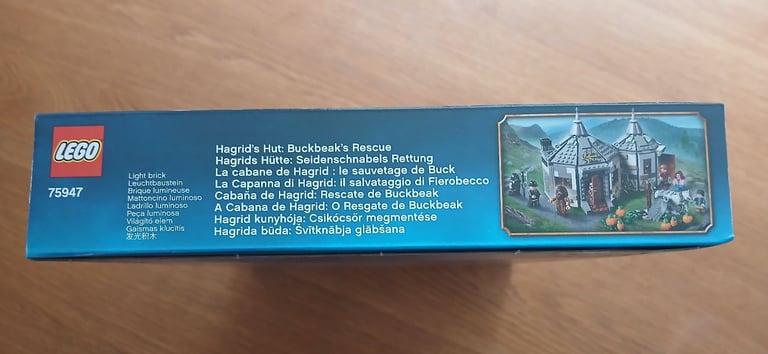 LEGO
75947
Light brick
Leuchtbaustein
Brique lumineuse
Mattoncino luminoso
Ladrillo luminoso
Peça luminosa
Világító elem
Gaismas klucītis
发光积木
Hagrid's Hut: Buckbeak's Rescue
Hagrids Hütte: Seidenschnabels Rettung
La cabane de Hagrid : le sauvetage de Buck
La Capanna di Hagrid: il salvataggio di Fierobecco
Cabaña de Hagrid: Rescate de Buckbeak
A Cabana de Hagrid: O Resgate de Buckbeak
Hagrid kunyhója: Csikócsőr megmentése
Hagrida būda: Švītknābja glābšana